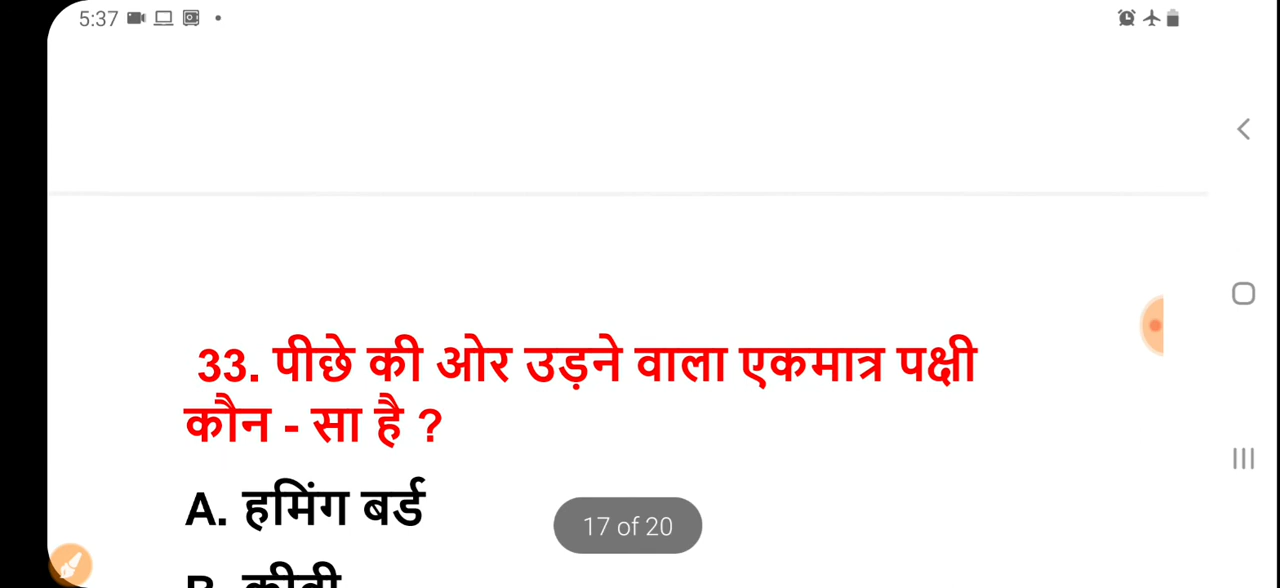 5:37
33. पीछे की ओर उड़ने वाला एकमात्र पक्षी
कौन - सा है ?
A. हमिंग बर्ड
17 of 20